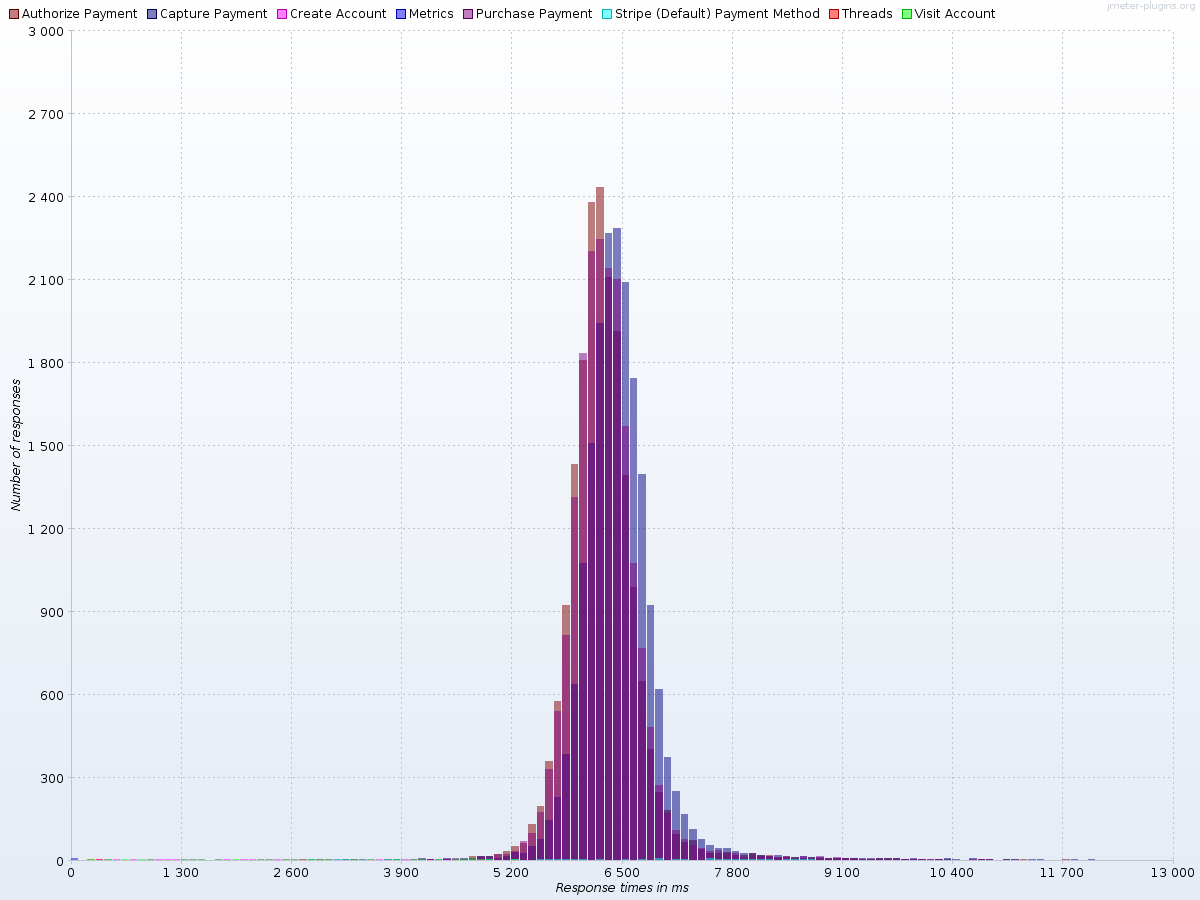 Authorize Payment Capture Payment Create Account Metrics Purchase Payment Stripe (Default) Payment Method Threads Visit Account
jmeter-plugins.org
3 000
2 700
2 400
2 100
1 800
1 500
1 200
900
600
300
0
Number of responses
0 1 300 2 600 3 900 5 200 6 500 7 800 9 100 10 400 11 700 13 000
Response times in ms